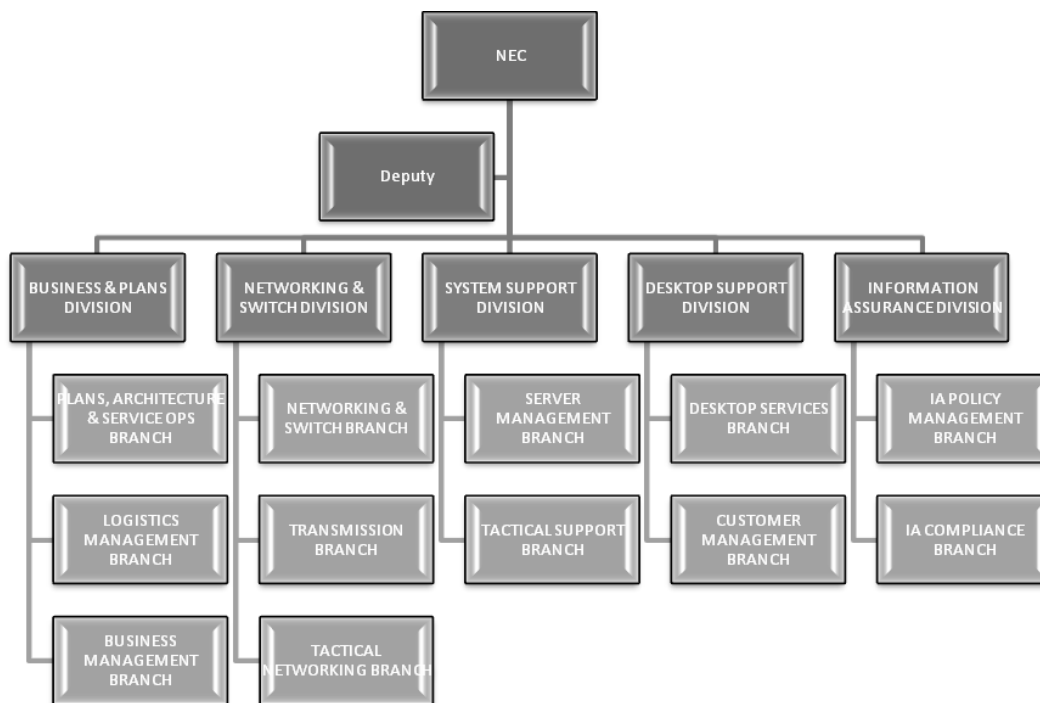 NEC
Deputy
BUSINESS & PLANS
DIVISION
NETWORKING &
SWITCH DIVISION
SYSTEM SUPPORT
DIVISION
DESKTOP SUPPORT
DIVISION
INFORMATION
ASSURANCE DIVISION
PLANS, ARCHITECTURE
& SERVICE OPS
BRANCH
NETWORKING &
SWITCH BRANCH
SERVER
MANAGEMENT
BRANCH
DESKTOP SERVICES
BRANCH
IA POLICY
MANAGEMENT BRANCH
LOGISTICS
MANAGEMENT
BRANCH
TRANSMISSION
BRANCH
TACTICAL SUPPORT
BRANCH
CUSTOMER
MANAGEMENT
BRANCH
IA COMPLIANCE
BRANCH
BUSINESS
MANAGEMENT
BRANCH
TACTICAL
NETWORKING BRANCH